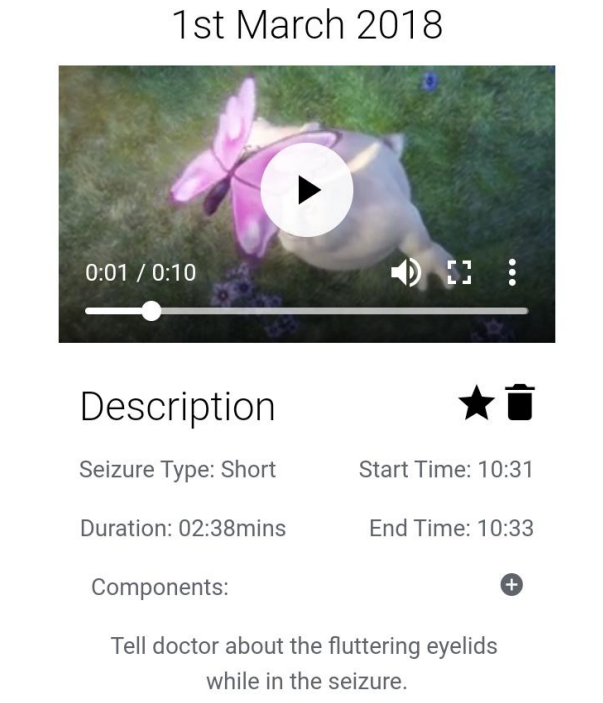 1st March 2018
0:01 / 0:10
Description
Seizure Type: Short
Start Time: 10:31
Duration: 02:38mins
End Time: 10:33
Components:
Tell doctor about the fluttering eyelids
while in the seizure.